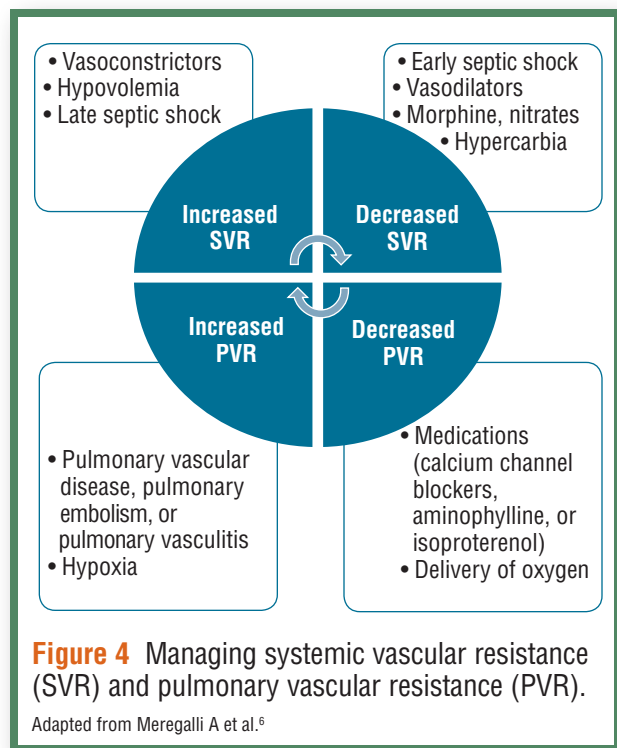 • Vasoconstrictors
• Hypovolemia
• Late septic shock
• Early septic shock
• Vasodilators
• Morphine, nitrates
• Hypercarbia
Increased
SVR
Decreased
SVR
Increased
PVR
Decreased
PVR
• Pulmonary vascular
disease, pulmonary
embolism, or
pulmonary vasculitis
• Hypoxia
• Medications
(calcium channel
blockers,
aminophylline, or
isoproterenol)
• Delivery of oxygen
Figure 4 Managing systemic vascular resistance
(SVR) and pulmonary vascular resistance (PVR).
Adapted from Meregalli A et al.⁶